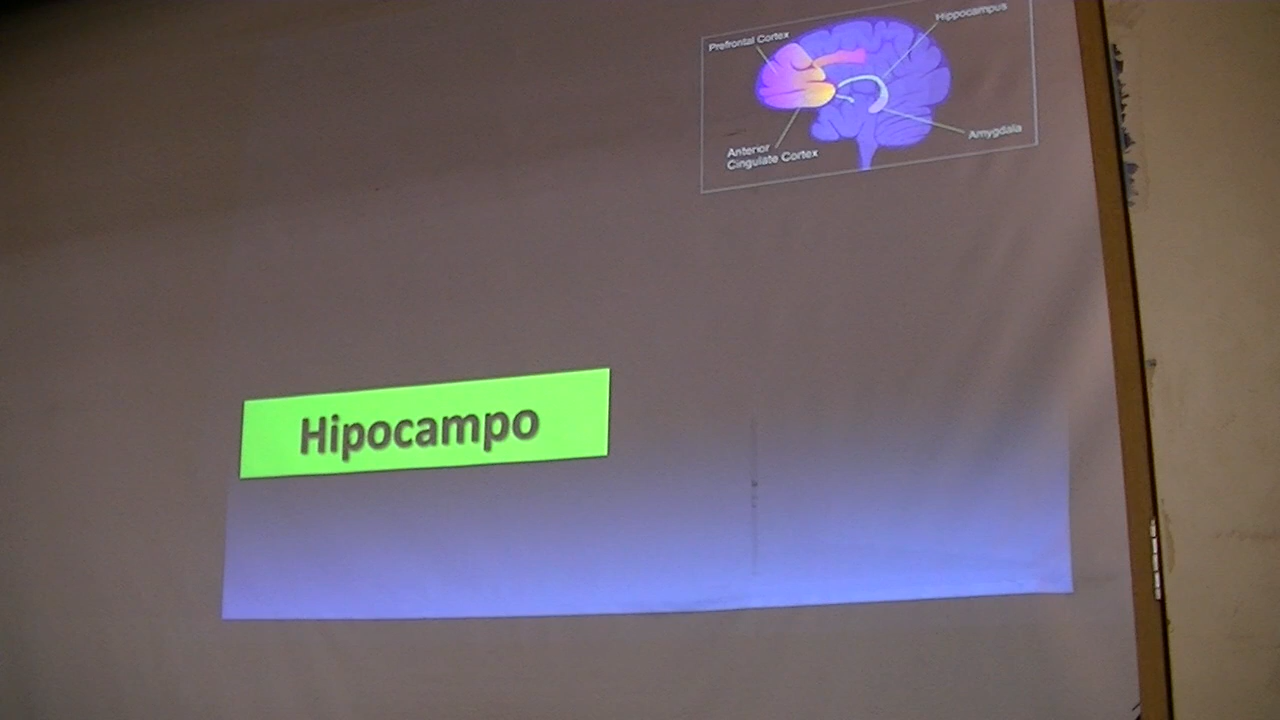 Hippocampus
Prefrontal Cortex
Amygdala
Anterior
Cingulate Cortex
Hipocampo